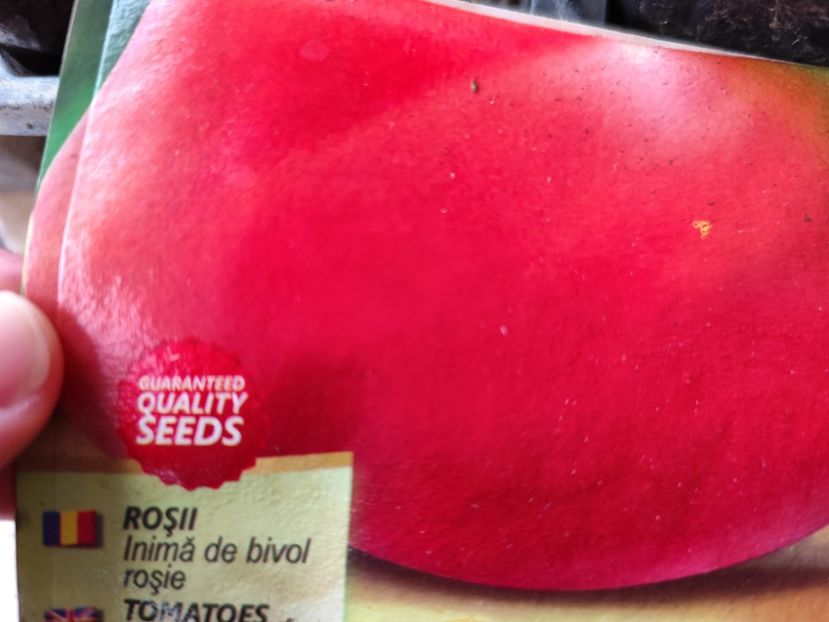 GUARANTEED
QUALITY
SEEDS
ROŞII
Inimă de bivol
roşie
TOMATOES